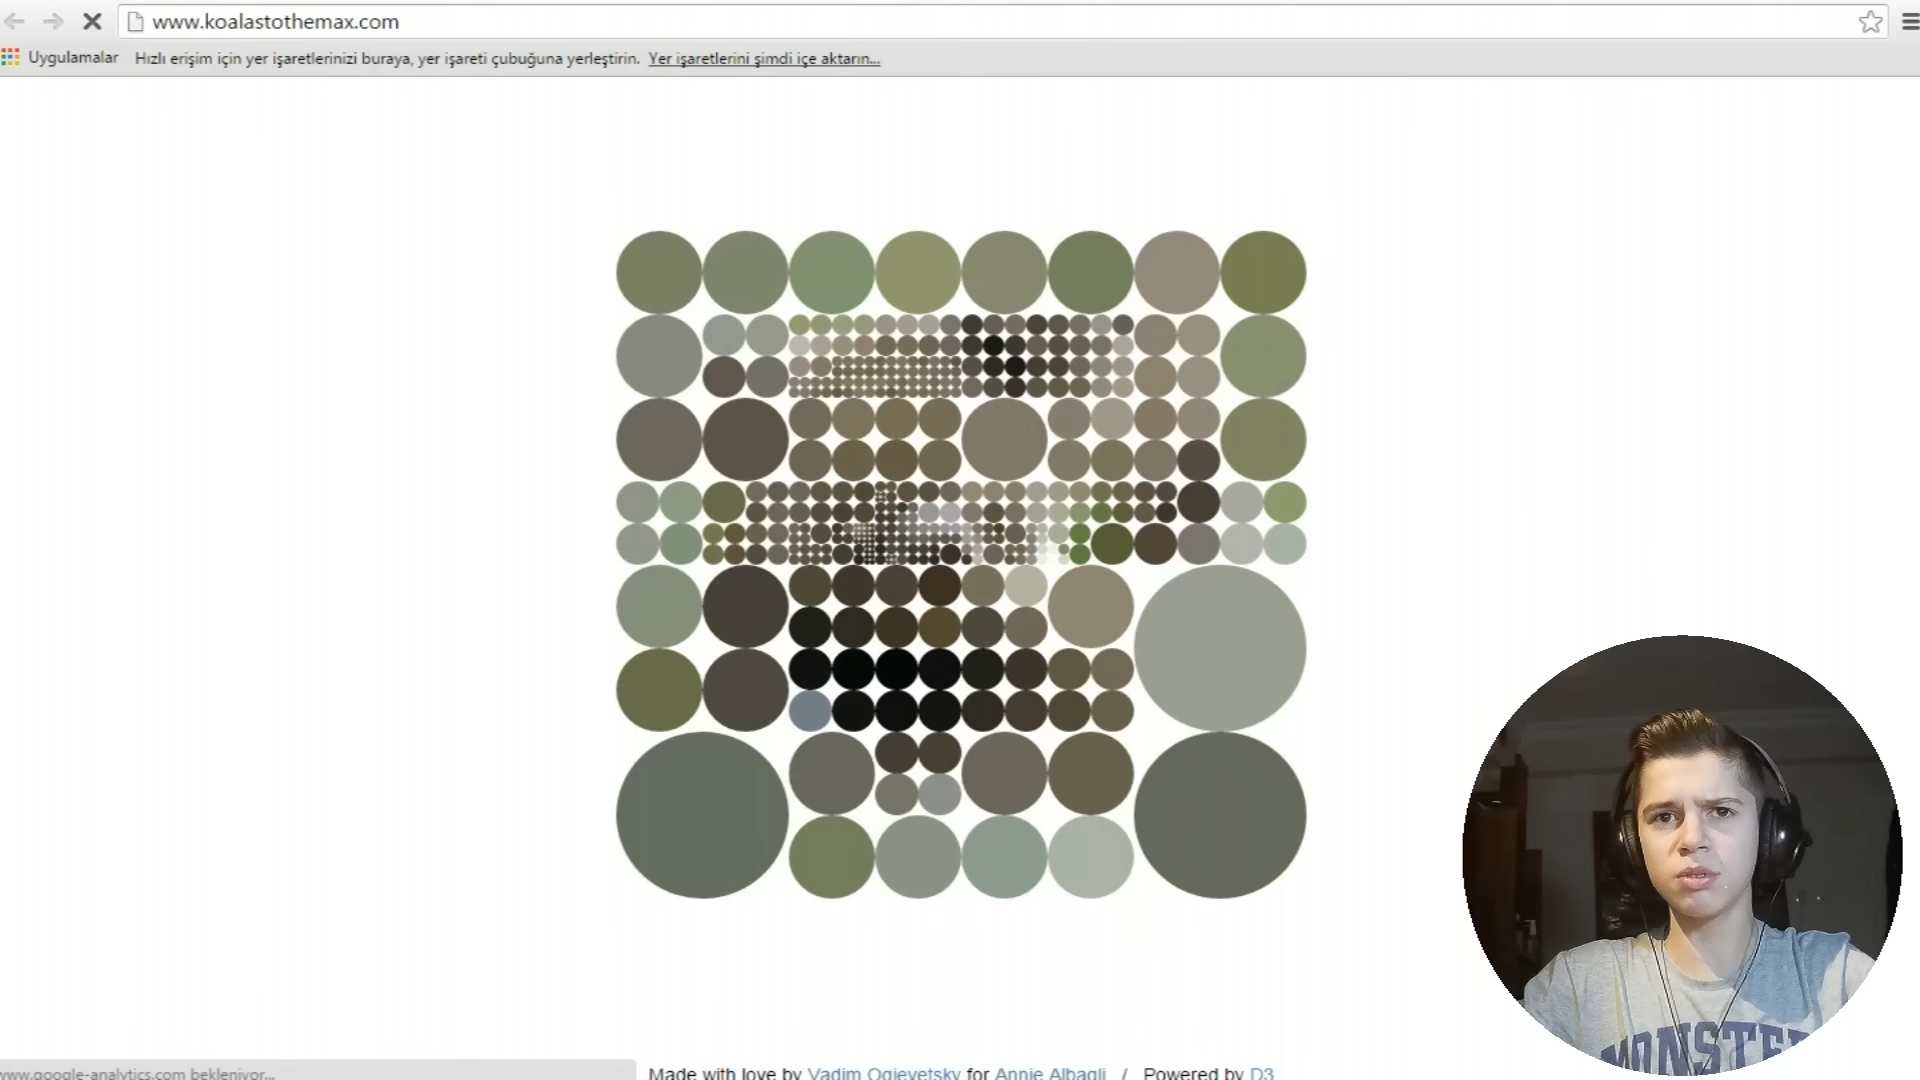 www.koalastothemax.com
Uygulamalar Hızlı erişim için yer işaretlerinizi buraya, yer işareti çubuğuna yerleştirin. Yer işaretlerini şimdi içe aktarın...
MONSTE
www.google-analytics.com bekleniyor...
Made with love by Vadim Ogievetsky for Annie Albagli / Powered by D3